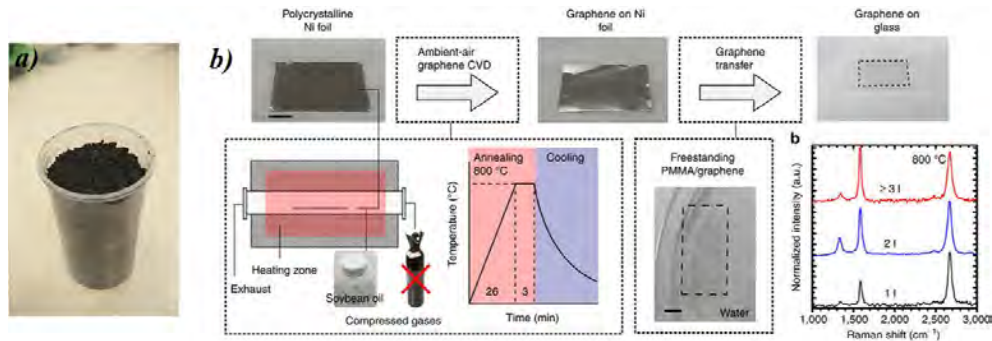 a)
b)
Polycrystalline
Ni foil
Ambient-air
graphene CVD
Graphene on Ni
foil
Graphene
transfer
Graphene on
glass
Heating zone
Exhaust
Soybean oil
Compressed gases
Annealing
800 °C
Cooling
Temperature (°C)
26
3
Time (min)
Freestanding
PMMA/graphene
Water
b
Normalized intensity (a.u.)
800 °C
>3 l
2 l
1 l
1,000 1,500 2,000 2,500 3,000
Raman shift (cm⁻¹)